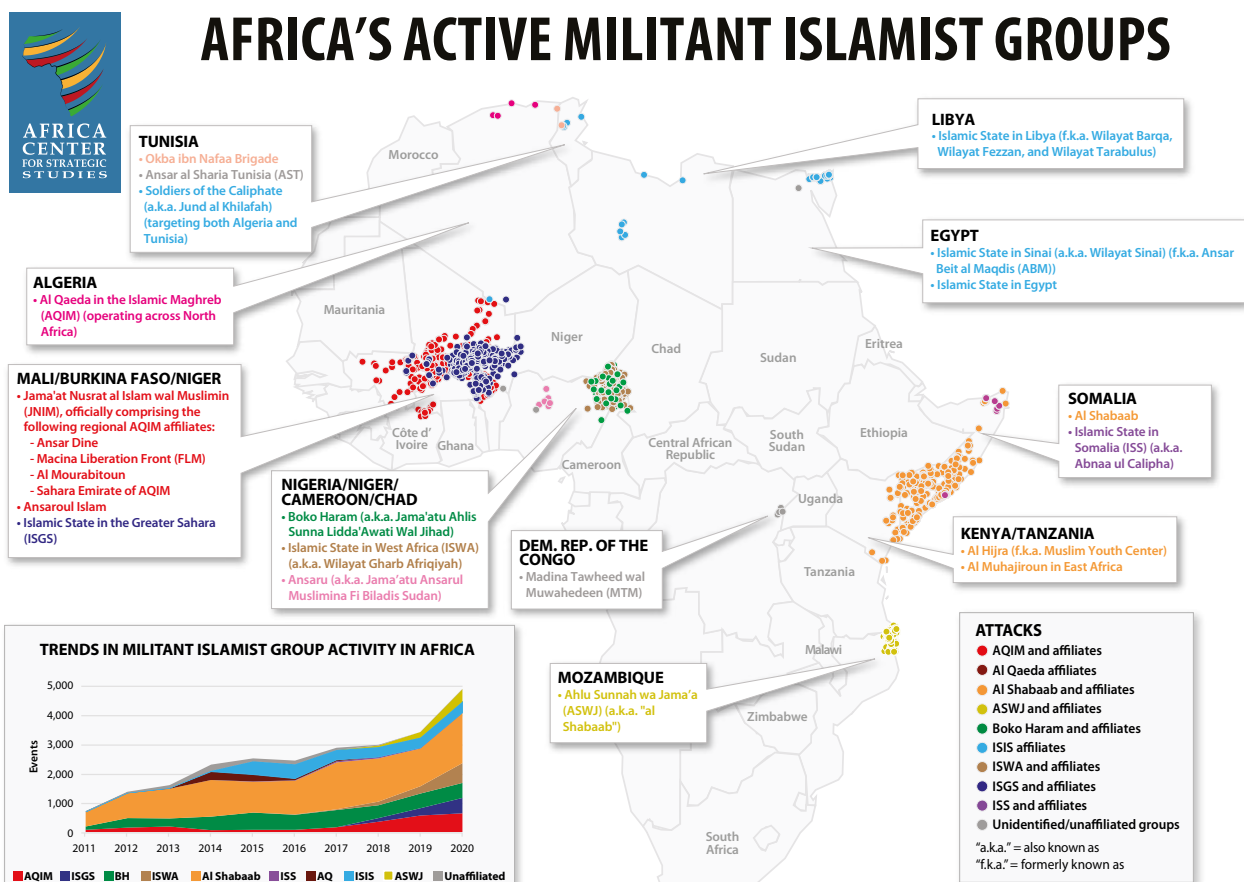 AFRICA'S ACTIVE MILITANT ISLAMIST GROUPS
AFRICA
CENTER
FOR STRATEGIC
STUDIES
TUNISIA
• Okba ibn Nafaa Brigade
• Ansar al Sharia Tunisia (AST)
• Soldiers of the Caliphate
(a.k.a. Jund al Khilafah)
(targeting both Algeria and
Tunisia)
LIBYA
• Islamic State in Libya (f.k.a. Wilayat Barqa,
Wilayat Fezzan, and Wilayat Tarabulus)
EGYPT
• Islamic State in Sinai (a.k.a. Wilayat Sinai) (f.k.a. Ansar
Beit al Maqdis (ABM))
• Islamic State in Egypt
ALGERIA
• Al Qaeda in the Islamic Maghreb
(AQIM) (operating across North
Africa)
MALI/BURKINA FASO/NIGER
• Jama'at Nusrat al Islam wal Muslimin
(JNIM), officially comprising the
following regional AQIM affiliates:
- Ansar Dine
- Macina Liberation Front (FLM)
- Al Mourabitoun
- Sahara Emirate of AQIM
• Ansaroul Islam
• Islamic State in the Greater Sahara
(ISGS)
SOMALIA
• Al Shabaab
• Islamic State in
Somalia (ISS) (a.k.a.
Abnaa ul Calipha)
NIGERIA/NIGER/
CAMEROON/CHAD
• Boko Haram (a.k.a. Jama'atu Ahlis
Sunna Lidda'Awati Wal Jihad)
• Islamic State in West Africa (ISWA)
(a.k.a. Wilayat Gharb Afriqiyah)
• Ansaru (a.k.a. Jama'atu Ansarul
Muslimina Fi Biladis Sudan)
DEM. REP. OF THE
CONGO
• Madina Tawheed wal
Muwahedeen (MTM)
KENYA/TANZANIA
• Al Hijra (f.k.a. Muslim Youth Center)
• Al Muhajiroun in East Africa
MOZAMBIQUE
• Ahlu Sunnah wa Jama'a
(ASWJ) (a.k.a. "al
Shabaab")
Morocco
Mauritania
Niger
Chad
Sudan
Eritrea
Côte d'
Ivoire
Ghana
Cameroon
Central African
Republic
South
Sudan
Ethiopia
Uganda
Tanzania
Malawi
Zimbabwe
South
Africa
ATTACKS
AQIM and affiliates
Al Qaeda and affiliates
Al Shabaab and affiliates
ASWJ and affiliates
Boko Haram and affiliates
ISIS affiliates
ISWA and affiliates
ISGS and affiliates
ISS and affiliates
Unidentified/unaffiliated groups
"a.k.a." = also known as
"f.k.a." = formerly known as
TRENDS IN MILITANT ISLAMIST GROUP ACTIVITY IN AFRICA
Events
5,000
4,000
3,000
2,000
1,000
0
2011 2012 2013 2014 2015 2016 2017 2018 2019 2020
AQIM ISGS BH ISWA Al Shabaab ISS AQ ISIS ASWJ Unaffiliated